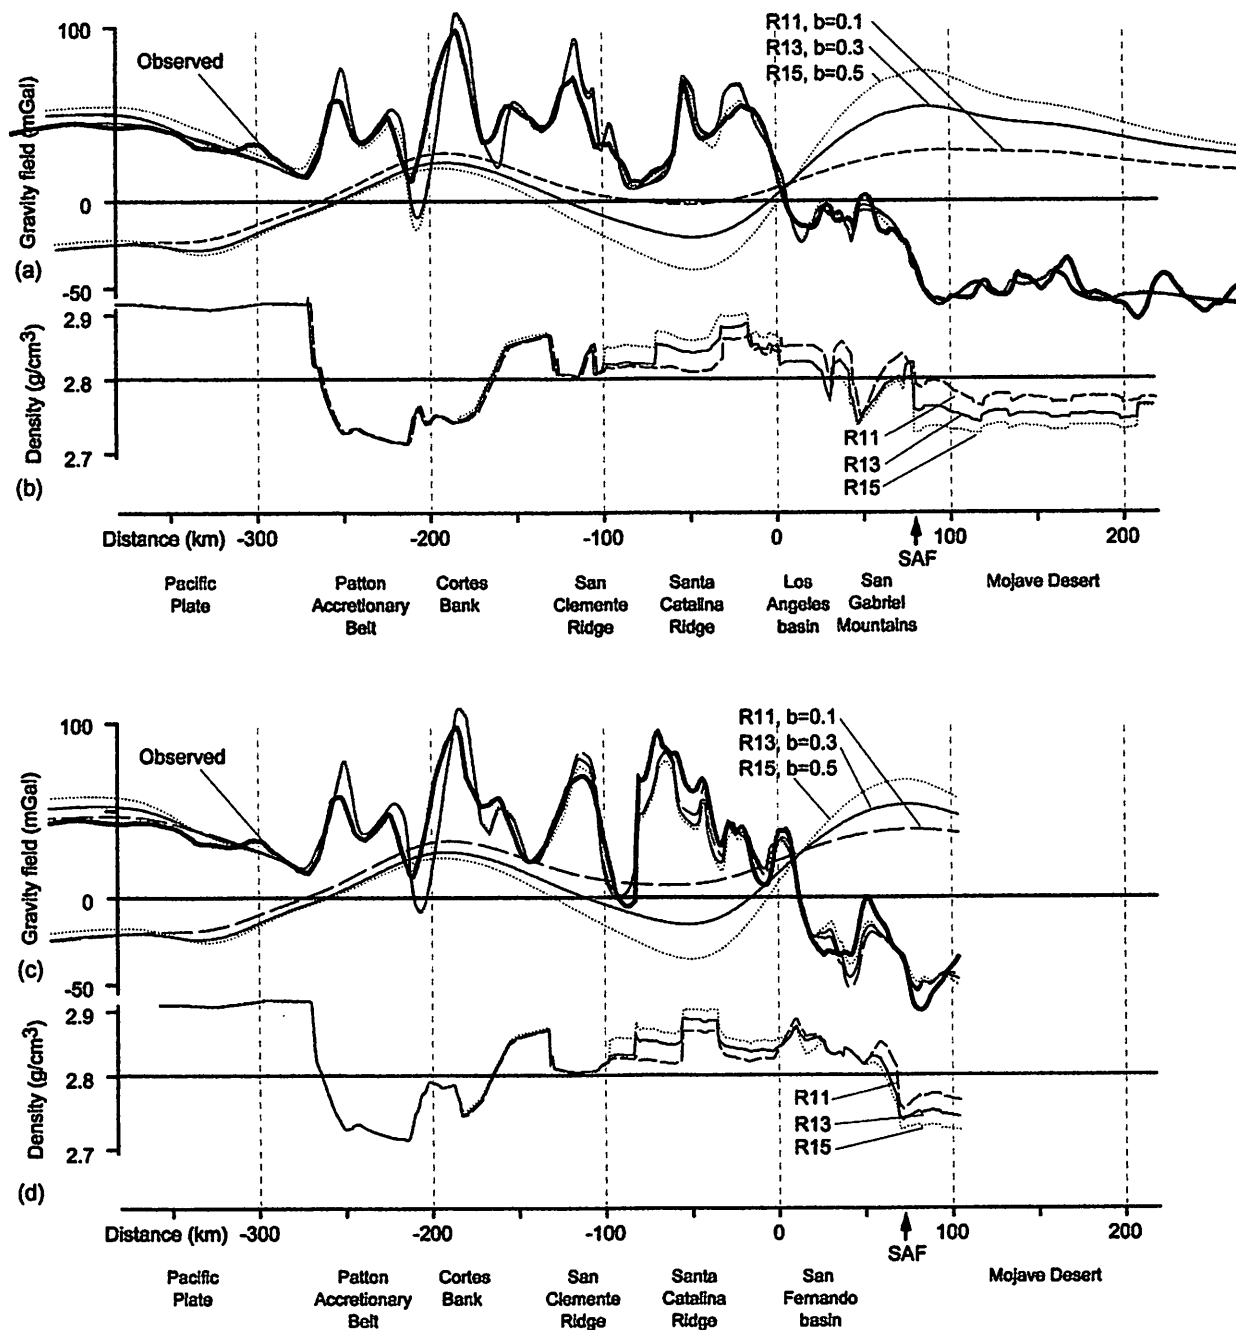 100
Observed
R11, b=0.1
R13, b=0.3
R15, b=0.5
Gravity field (mGal)
0
(a)
-50
2.9
Density (g/cm³)
2.8
2.7
(b)
R11
R13
R15
Distance (km) -300 -200 -100 0 100 200
SAF
Pacific
Plate
Patton
Accretionary
Belt
Cortes
Bank
San
Clemente
Ridge
Santa
Catalina
Ridge
Los
Angeles
basin
San
Gabriel
Mountains
Mojave Desert
100
Observed
R11, b=0.1
R13, b=0.3
R15, b=0.5
Gravity field (mGal)
0
(c)
-50
2.9
Density (g/cm³)
2.8
2.7
(d)
R11
R13
R15
Distance (km) -300 -200 -100 0 100 200
SAF
Pacific
Plate
Patton
Accretionary
Belt
Cortes
Bank
San
Clemente
Ridge
Santa
Catalina
Ridge
San
Fernando
basin
Mojave Desert